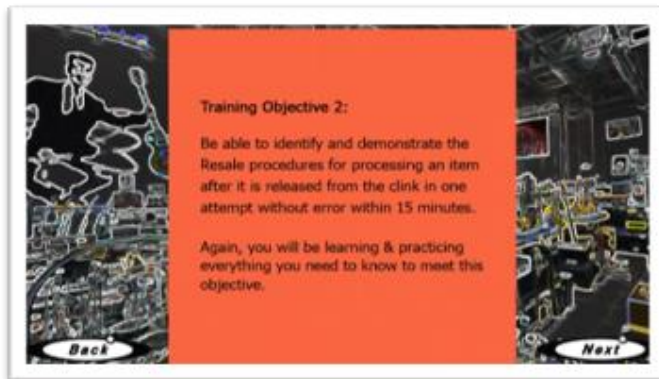 Training Objective 2:
Be able to identify and demonstrate the
Resale procedures for processing an item
after it is released from the clink in one
attempt without error within 15 minutes.
Again, you will be learning & practicing
everything you need to know to meet this
objective.
Back
Next